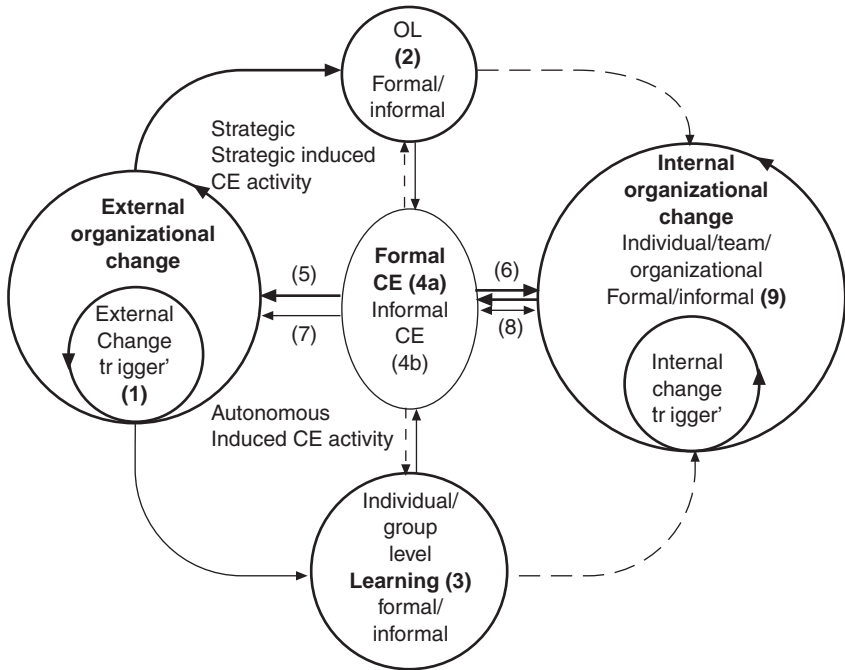 OL
(2)
Formal/
informal
Strategic
Strategic induced
CE activity
External
organizational
change
External
Change
tr igger’
(1)
(5)
(7)
Formal
CE (4a)
Informal
CE
(4b)
(6)
(8)
Internal
organizational
change
Individual/team/
organizational
Formal/informal (9)
Internal
change
tr igger’
Autonomous
Induced CE activity
Individual/
group
level
Learning (3)
formal/
informal